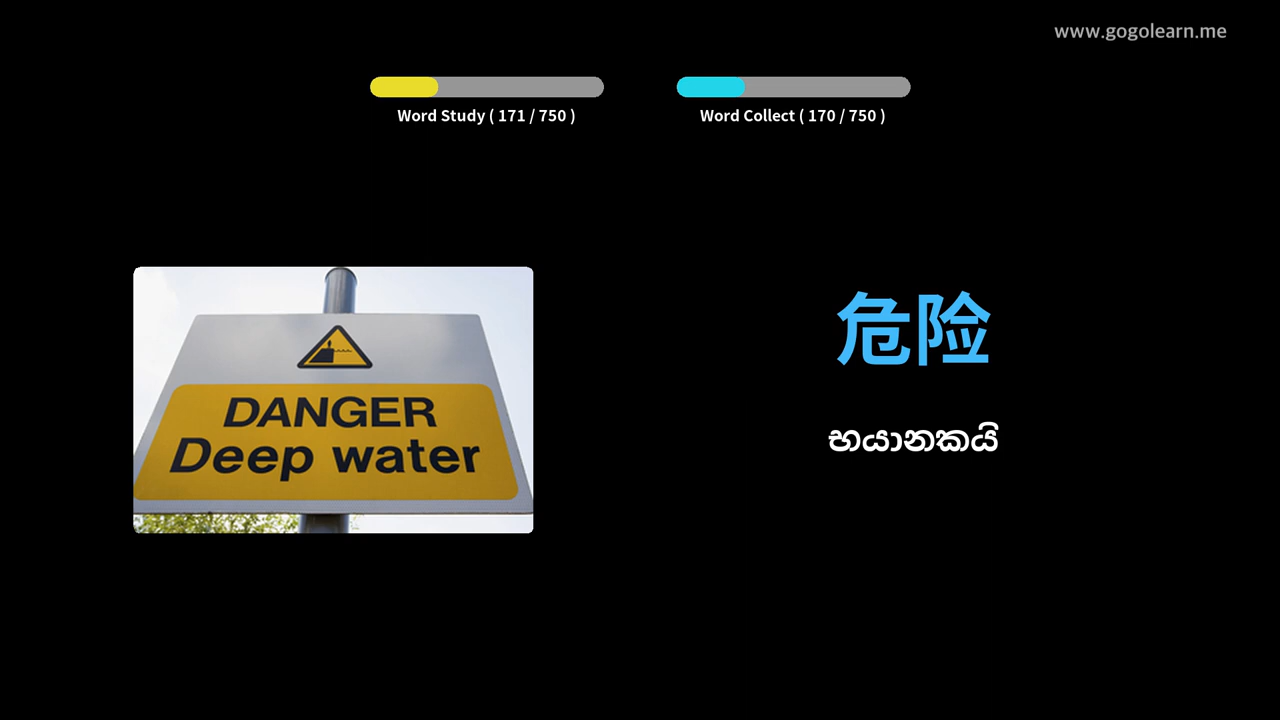 www.gogolearn.me
Word Study ( 171 / 750 )
Word Collect ( 170 / 750 )
DANGER
Deep water
危险
භයානකයි